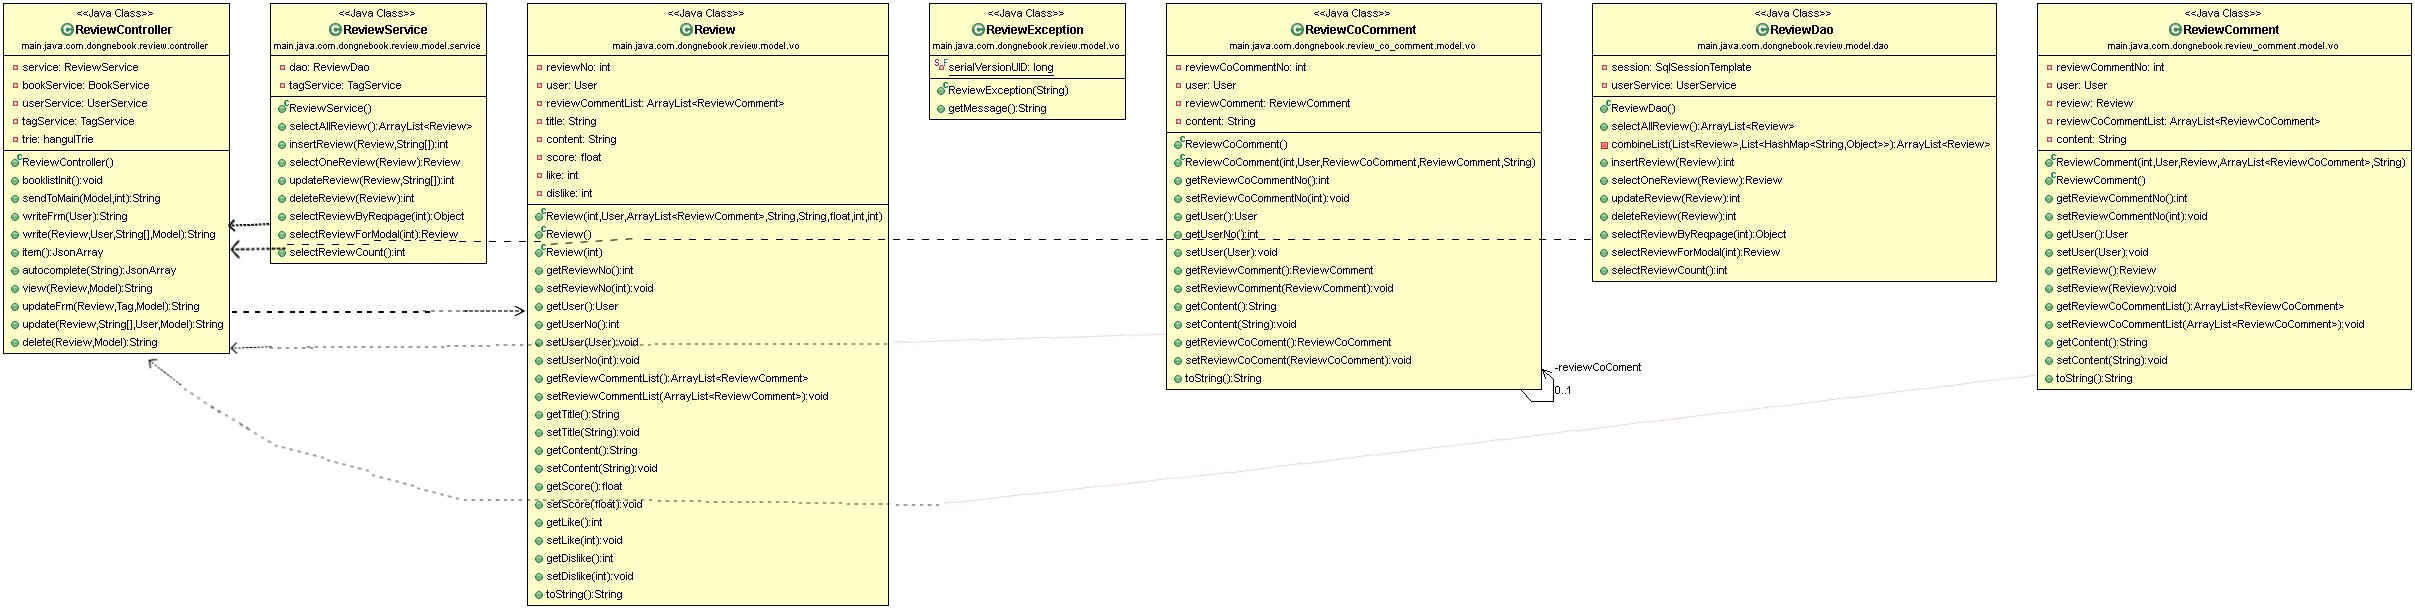 <<Java Class>>
ReviewController
main.java.com.dongnebook.review.controller
service: ReviewService
bookService: BookService
userService: UserService
tagService: TagService
trie: hangulTrie
ReviewController()
booklistInit():void
sendToMain(Model,int):String
writeFrm(User):String
write(Review,User,String[],Model):String
item():JsonArray
autocomplete(String):JsonArray
view(Review,Model):String
updateFrm(Review,Tag,Model):String
update(Review,String[],User,Model):String
delete(Review,Model):String
<<Java Class>>
ReviewService
main.java.com.dongnebook.review.model.service
dao: ReviewDao
tagService: TagService
ReviewService()
selectAllReview():ArrayList<Review>
insertReview(Review,String[]):int
selectOneReview(Review):Review
updateReview(Review,String[]):int
deleteReview(Review):int
selectReviewByReqpage(int):Object
selectReviewForModal(int):Review
selectReviewCount():int
<<Java Class>>
Review
main.java.com.dongnebook.review.model.vo
reviewNo: int
user: User
reviewCommentList: ArrayList<ReviewComment>
title: String
content: String
score: float
like: int
dislike: int
Review(int,User,ArrayList<ReviewComment>,String,String,float,int,int)
Review()
Review(int)
getReviewNo():int
setReviewNo(int):void
getUser():User
getUserNo():int
setUser(User):void
setUserNo(int):void
getReviewCommentList():ArrayList<ReviewComment>
setReviewCommentList(ArrayList<ReviewComment>):void
getTitle():String
setTitle(String):void
getContent():String
setContent(String):void
getScore():float
setScore(float):void
getLike():int
setLike(int):void
getDislike():int
setDislike(int):void
toString():String
<<Java Class>>
ReviewException
main.java.com.dongnebook.review.model.vo
serialVersionUID: long
ReviewException(String)
getMessage():String
<<Java Class>>
ReviewCoComment
main.java.com.dongnebook.review_co_comment.model.vo
reviewCoCommentNo: int
user: User
reviewComment: ReviewComment
content: String
ReviewCoComment()
ReviewCoComment(int,User,ReviewCoComment,ReviewComment,String)
getReviewCoCommentNo():int
setReviewCoCommentNo(int):void
getUser():User
getUserNo():int
setUser(User):void
getReviewComment():ReviewComment
setReviewComment(ReviewComment):void
getContent():String
setContent(String):void
getReviewCoComent():ReviewCoComment
setReviewCoComent(ReviewCoComment):void
toString():String
-reviewCoComent
0..1
<<Java Class>>
ReviewDao
main.java.com.dongnebook.review.model.dao
session: SqlSessionTemplate
userService: UserService
ReviewDao()
selectAllReview():ArrayList<Review>
combineList(List<Review>,List<HashMap<String,Object>>):ArrayList<Review>
insertReview(Review):int
selectOneReview(Review):Review
updateReview(Review):int
deleteReview(Review):int
selectReviewByReqpage(int):Object
selectReviewForModal(int):Review
selectReviewCount():int
<<Java Class>>
ReviewComment
main.java.com.dongnebook.review_comment.model.vo
reviewCommentNo: int
user: User
review: Review
reviewCoCommentList: ArrayList<ReviewCoComment>
content: String
ReviewComment(int,User,Review,ArrayList<ReviewCoComment>,String)
ReviewComment()
getReviewCommentNo():int
setReviewCommentNo(int):void
getUser():User
setUser(User):void
getReview():Review
setReview(Review):void
getReviewCoCommentList():ArrayList<ReviewCoComment>
setReviewCoCommentList(ArrayList<ReviewCoComment>):void
getContent():String
setContent(String):void
toString():String